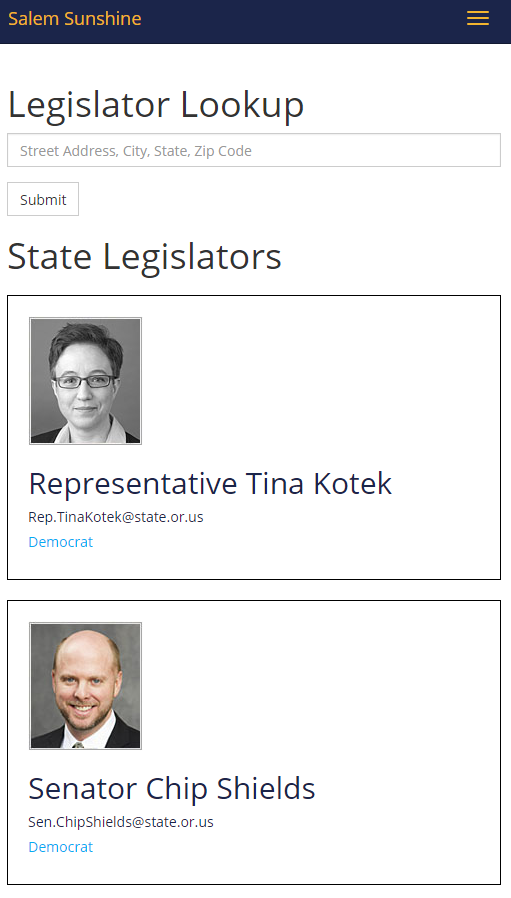 Salem Sunshine
Legislator Lookup
Street Address, City, State, Zip Code
Submit
State Legislators
Representative Tina Kotek
Rep.TinaKotek@state.or.us
Democrat
Senator Chip Shields
Sen.ChipShields@state.or.us
Democrat